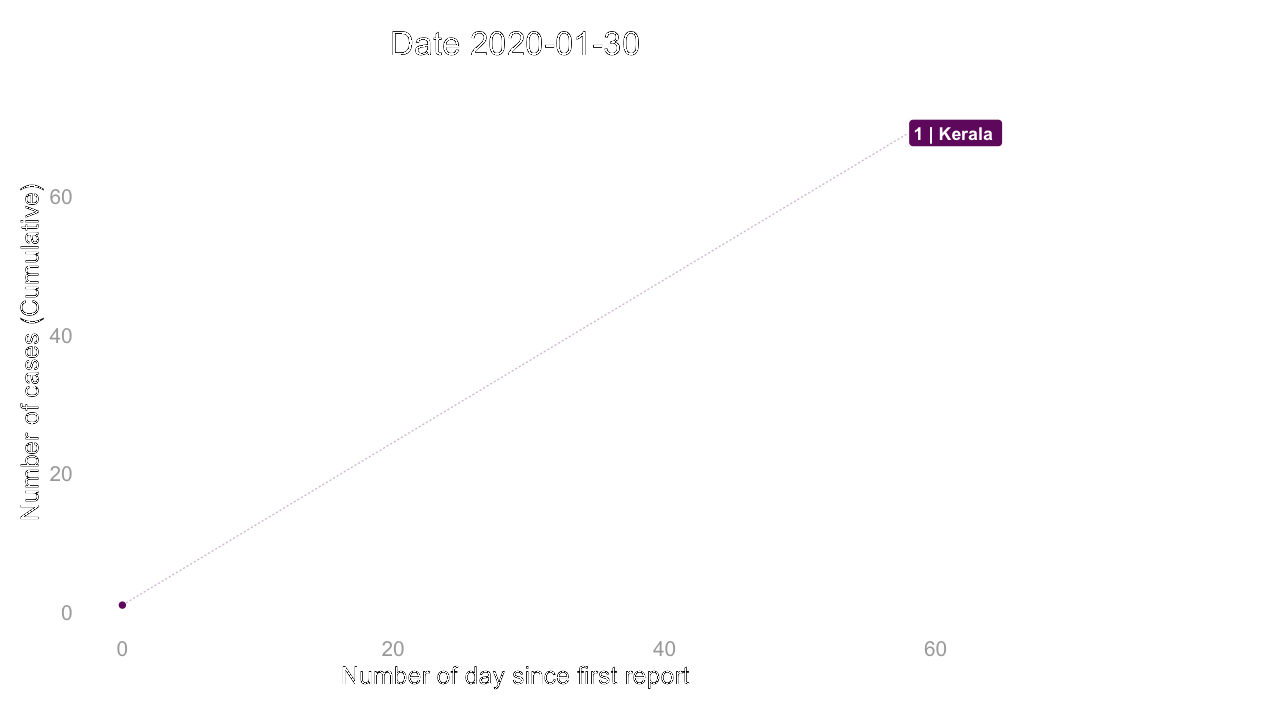 Date 2020-01-30
1 | Kerala
Number of cases (Cumulative)
60
40
20
0
0 20 40 60
Number of day since first report